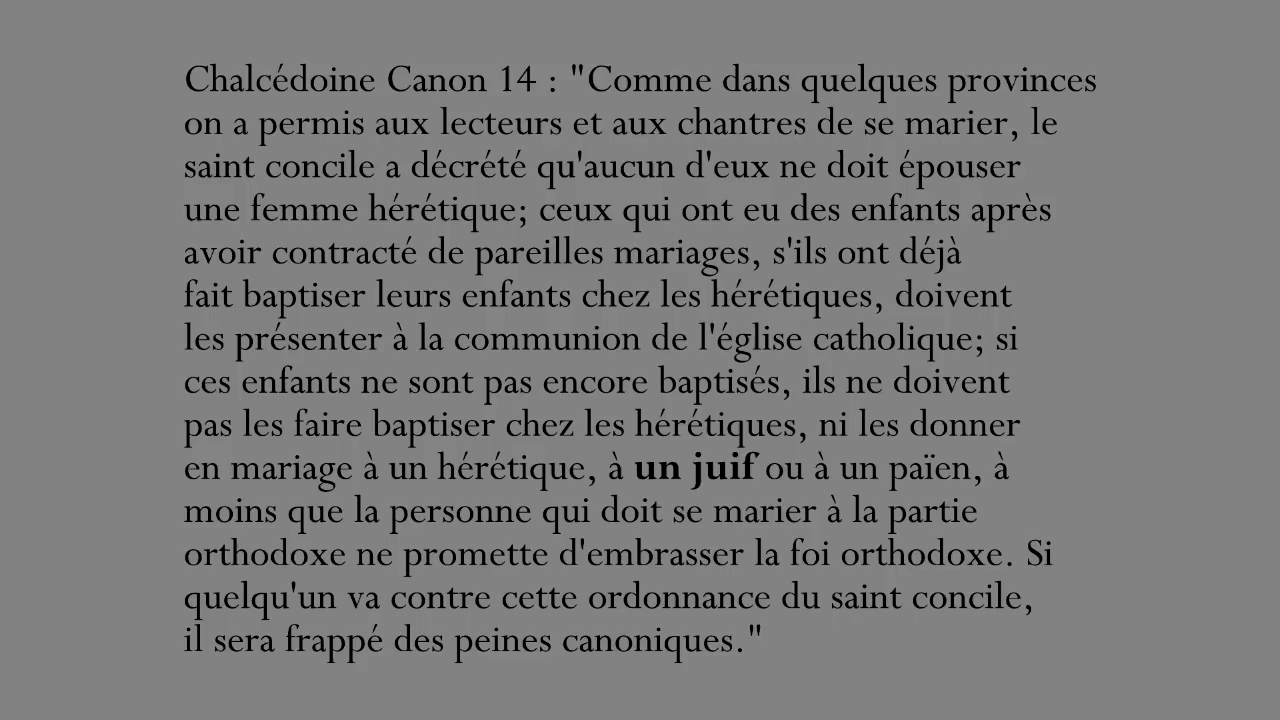 Chalcédoine Canon 14 : "Comme dans quelques provinces
on a permis aux lecteurs et aux chantres de se marier, le
saint concile a décrété qu'aucun d'eux ne doit épouser
une femme hérétique; ceux qui ont eu des enfants après
avoir contracté de pareilles mariages, s'ils ont déjà
fait baptiser leurs enfants chez les hérétiques, doivent
les présenter à la communion de l'église catholique; si
ces enfants ne sont pas encore baptisés, ils ne doivent
pas les faire baptiser chez les hérétiques, ni les donner
en mariage à un hérétique, à un juif ou à un païen, à
moins que la personne qui doit se marier à la partie
orthodoxe ne promette d'embrasser la foi orthodoxe. Si
quelqu'un va contre cette ordonnance du saint concile,
il sera frappé des peines canoniques."